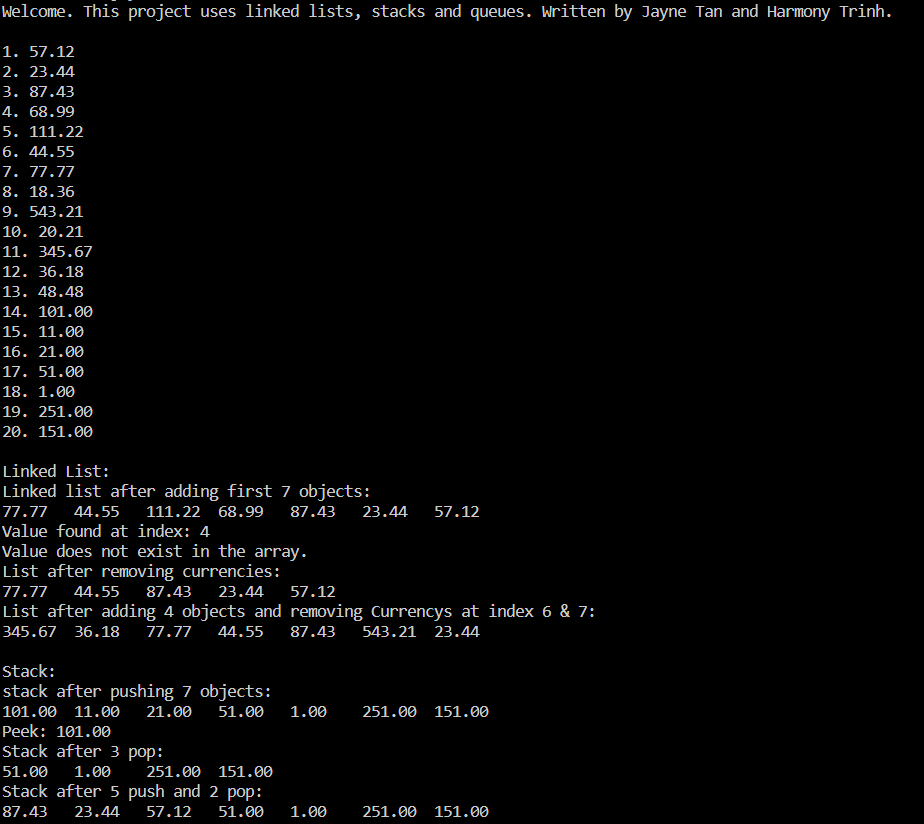 Welcome. This project uses linked lists, stacks and queues. Written by Jayne Tan and Harmony Trinh.
1. 57.12
2. 23.44
3. 87.43
4. 68.99
5. 111.22
6. 44.55
7. 77.77
8. 18.36
9. 543.21
10. 20.21
11. 345.67
12. 36.18
13. 48.48
14. 101.00
15. 11.00
16. 21.00
17. 51.00
18. 1.00
19. 251.00
20. 151.00
Linked List:
Linked list after adding first 7 objects:
77.77   44.55   111.22  68.99   87.43   23.44   57.12
Value found at index: 4
Value does not exist in the array.
List after removing currencies:
77.77   44.55   87.43   23.44   57.12
List after adding 4 objects and removing Currencys at index 6 & 7:
345.67  36.18   77.77   44.55   87.43   543.21  23.44
Stack:
stack after pushing 7 objects:
101.00  11.00   21.00   51.00   1.00    251.00  151.00
Peek: 101.00
Stack after 3 pop:
51.00   1.00    251.00  151.00
Stack after 5 push and 2 pop:
87.43   23.44   57.12   51.00   1.00    251.00  151.00